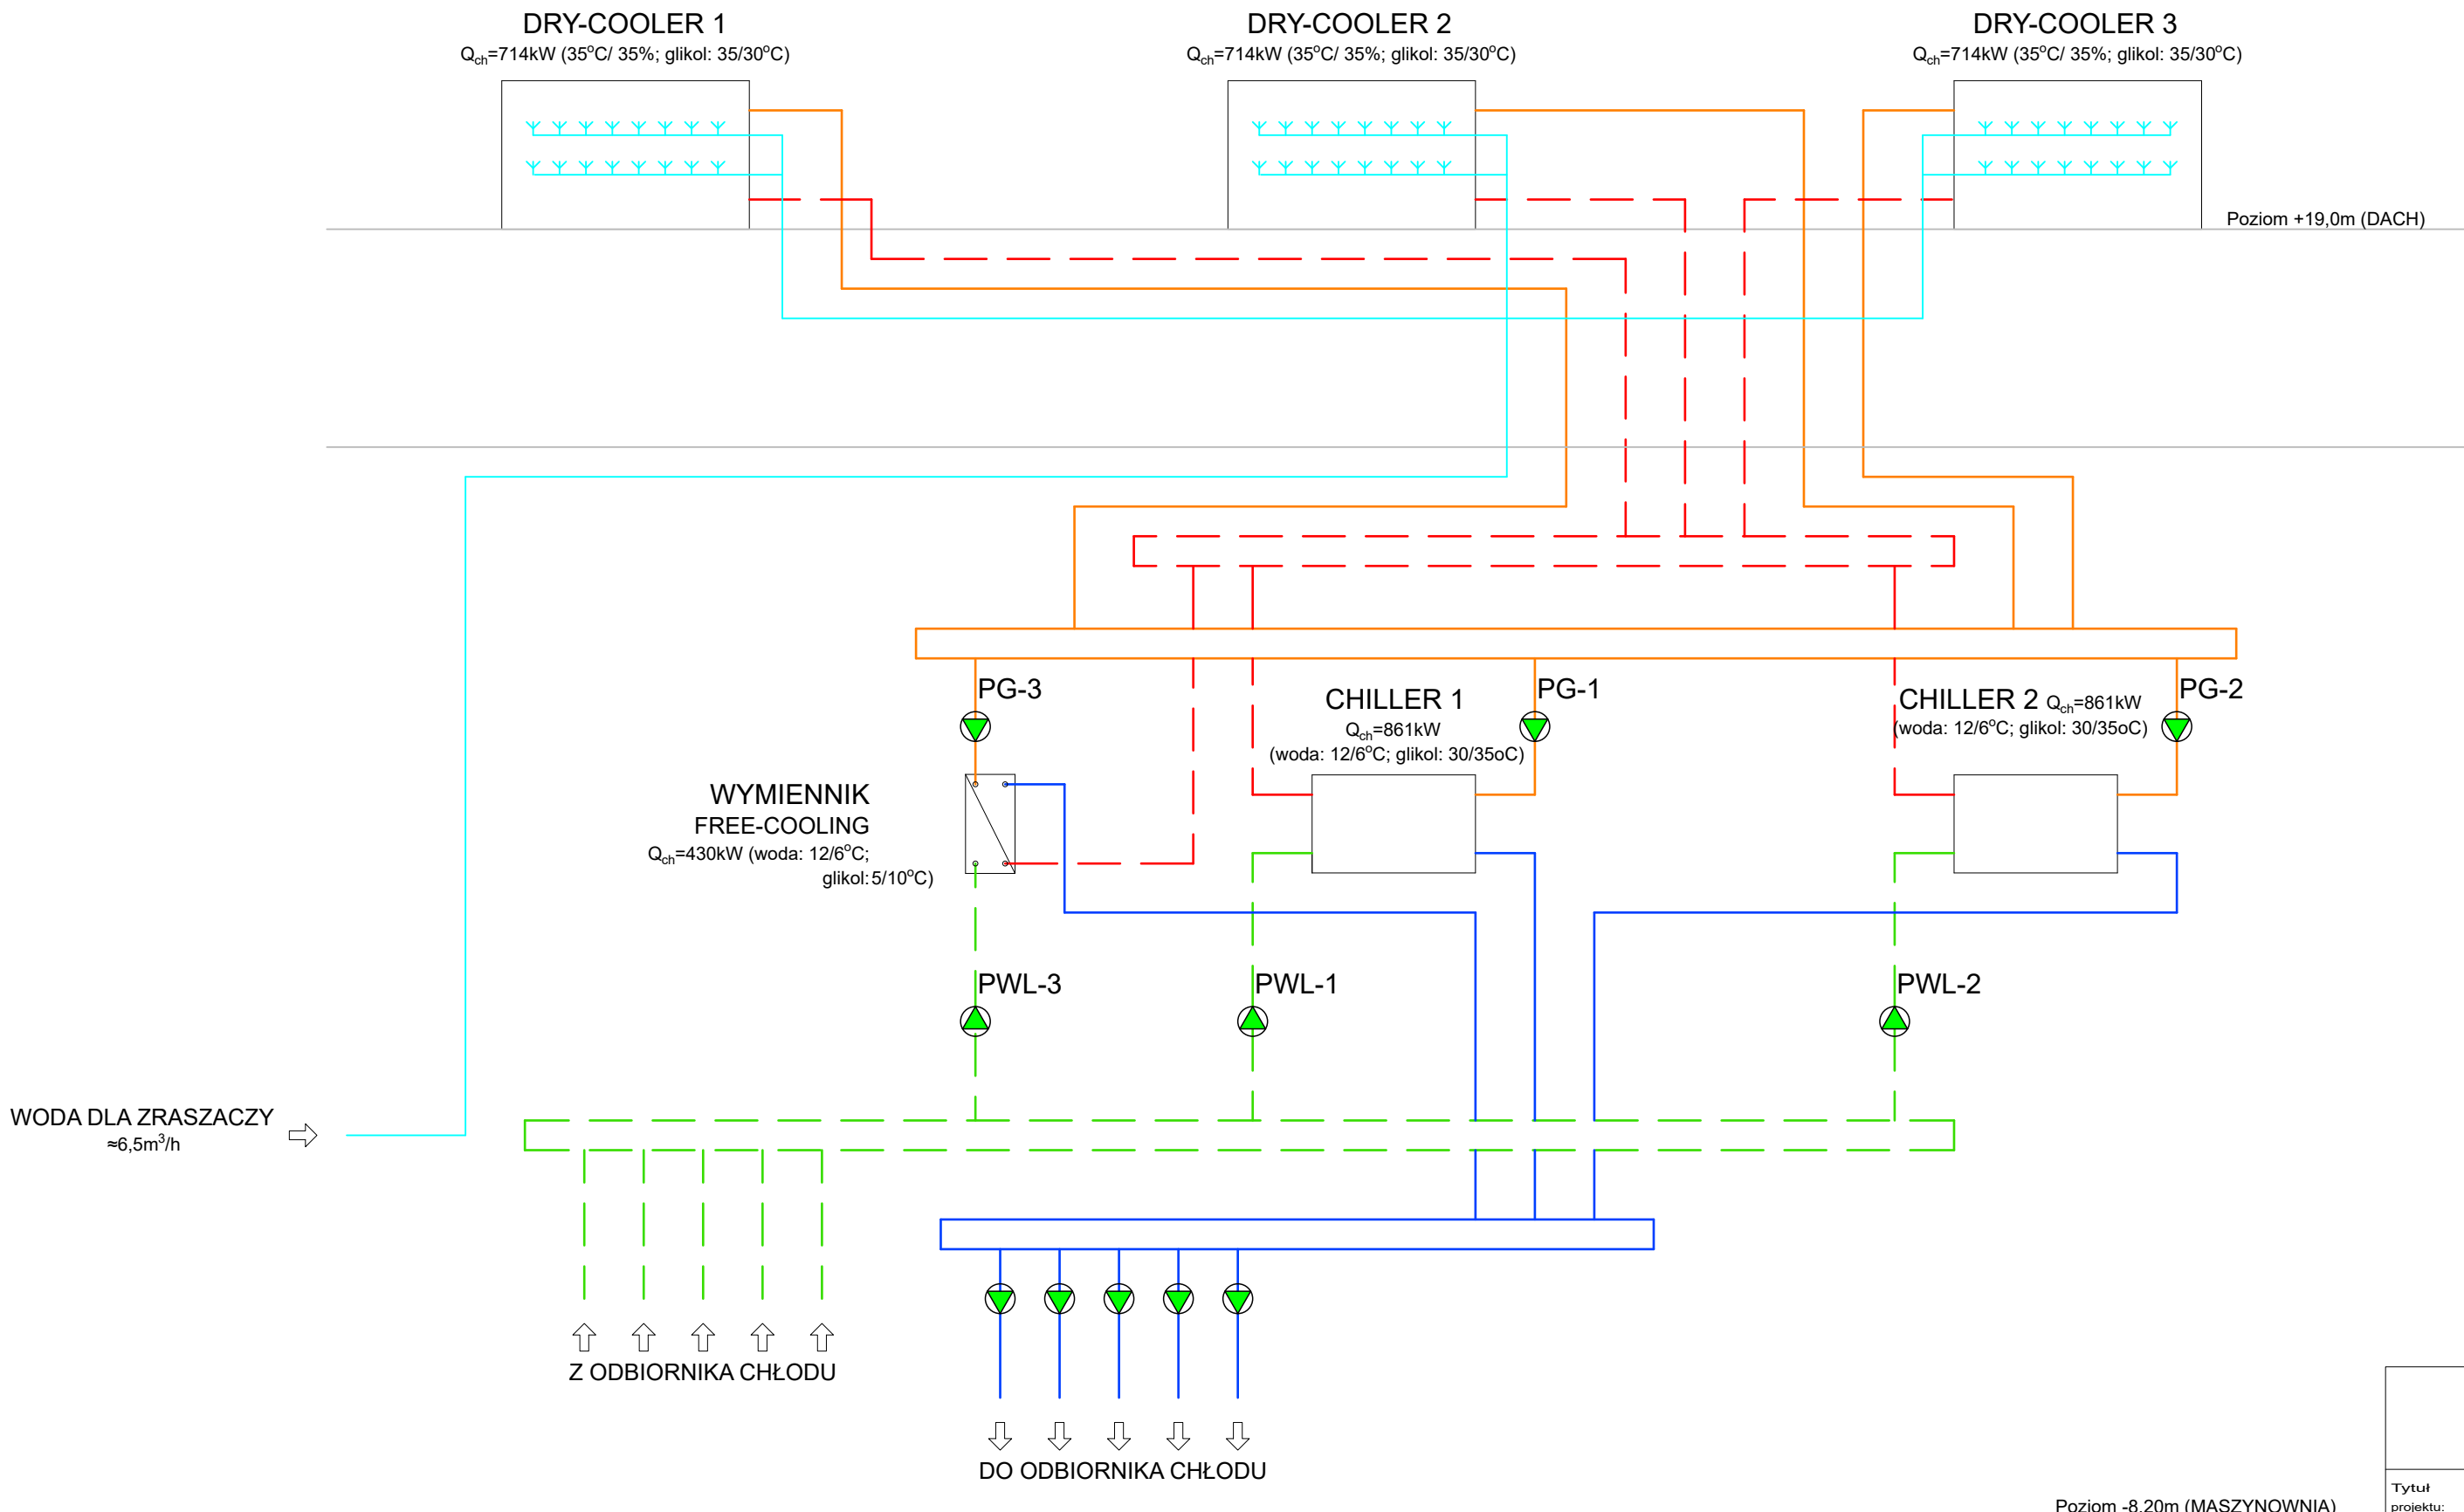 DRY-COOLER 1
Qch=714kW (35°C/ 35%; glikol: 35/30°C)
DRY-COOLER 2
Qch=714kW (35°C/ 35%; glikol: 35/30°C)
DRY-COOLER 3
Qch=714kW (35°C/ 35%; glikol: 35/30°C)
Poziom +19,0m (DACH)
PG-3
CHILLER 1
Qch=861kW
(woda: 12/6°C; glikol: 30/35oC)
PG-1
CHILLER 2 Qch=861kW
(woda: 12/6°C; glikol: 30/35oC)
PG-2
WYMIENNIK
FREE-COOLING
Qch=430kW (woda: 12/6°C;
glikol: 5/10°C)
PWL-3
PWL-1
PWL-2
WODA DLA ZRASZACZY
≈6,5m³/h
Z ODBIORNIKA CHŁODU
DO ODBIORNIKA CHŁODU
Poziom -8,20m (MASZYNOWNIA)
Tytuł
projektu: